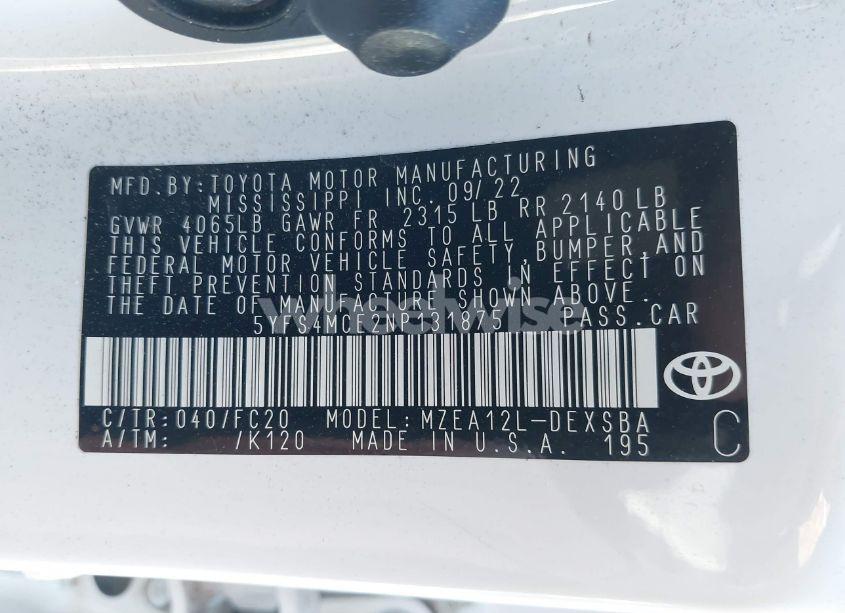 MFD.BY:TOYOTA MOTOR MANUFACTURING
MISSISSIPPI INC. 09/22
GVWR 4065LB GAWR FR 2315 LB RR 2140LB
THIS VEHICLE CONFORMS TO ALL APPLICABLE
FEDERAL MOTOR VEHICLE SAFETY,BUMPER,AND
THEFT PREVENTION STANDARDS IN EFFECT ON
THE DATE OF MANUFACTURE SHOWN ABOVE.
wheelwise
5YFS4MCE2NP131875 PASS.CAR
C/TR:040/FC20 MODEL:MZEA12L-DEXSBA
A/TM: /K120 MADE IN U.S.A. 195 C